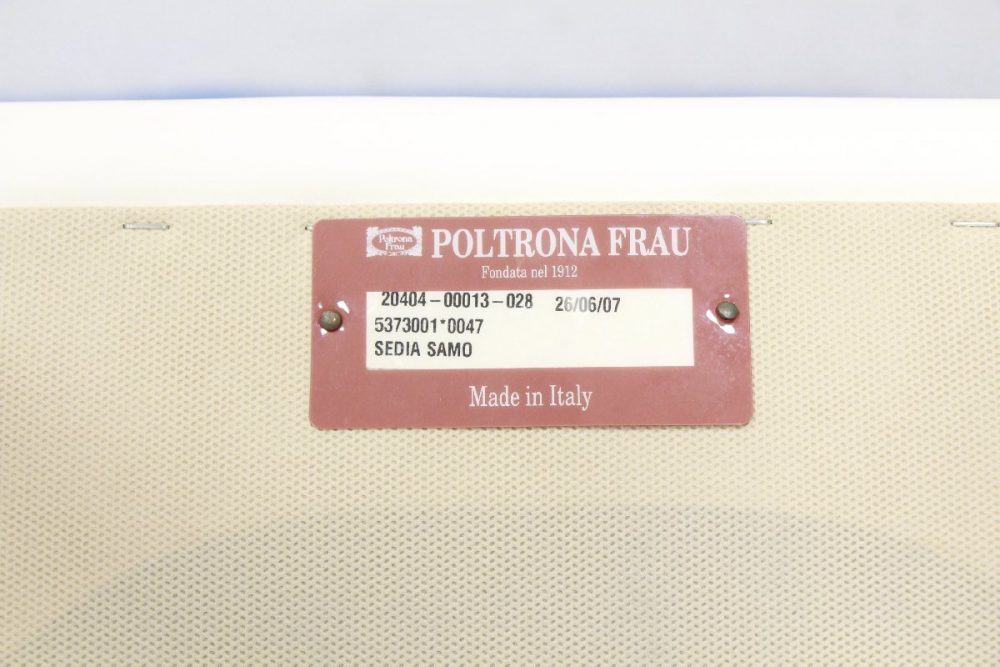 Poltrona
Frau
POLTRONA FRAU
Fondata nel 1912
20404-00013-028 26/06/07
5373001*0047
SEDIA SAMO
Made in Italy